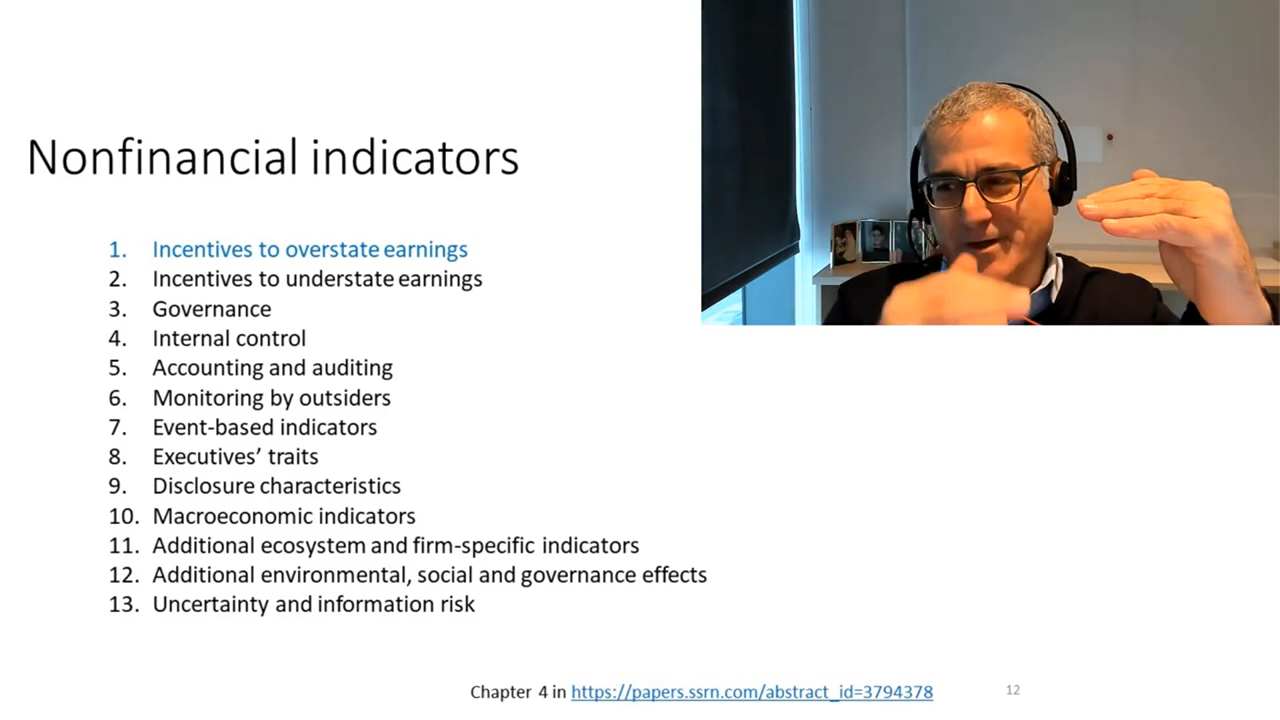 Nonfinancial indicators
1. Incentives to overstate earnings
2. Incentives to understate earnings
3. Governance
4. Internal control
5. Accounting and auditing
6. Monitoring by outsiders
7. Event-based indicators
8. Executives’ traits
9. Disclosure characteristics
10. Macroeconomic indicators
11. Additional ecosystem and firm-specific indicators
12. Additional environmental, social and governance effects
13. Uncertainty and information risk
Chapter 4 in https://papers.ssrn.com/abstract_id=3794378
12